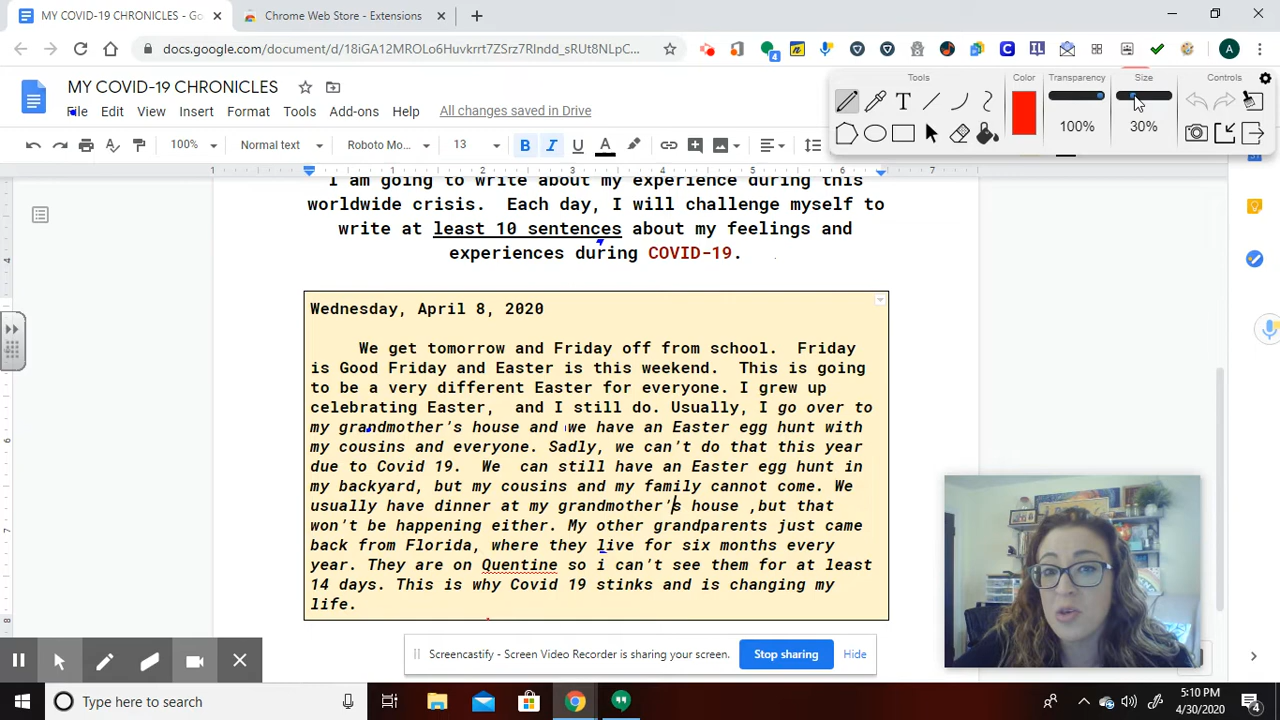 MY COVID-19 CHRONICLES - Go
Chrome Web Store - Extensions
docs.google.com/document/d/18iGA12MROLo6Huvkrrt7ZSrz7RIndd_sRUt8NLpC...
4
A
MY COVID-19 CHRONICLES
File Edit View Insert Format Tools Add-ons Help All changes saved in Drive
100% Normal text Roboto Mo... 13 B I U A
Tools Color Transparency Size Controls
100% 30%
1 1 2 3 4 5 6 7
I am going to write about my experience during this
worldwide crisis. Each day, I will challenge myself to
write at least 10 sentences about my feelings and
experiences during COVID-19.
Wednesday, April 8, 2020
We get tomorrow and Friday off from school. Friday
is Good Friday and Easter is this weekend. This is going
to be a very different Easter for everyone. I grew up
celebrating Easter, and I still do. Usually, I go over to
my grandmother's house and we have an Easter egg hunt with
my cousins and everyone. Sadly, we can't do that this year
due to Covid 19. We can still have an Easter egg hunt in
my backyard, but my cousins and my family cannot come. We
usually have dinner at my grandmother's house ,but that
won't be happening either. My other grandparents just came
back from Florida, where they live for six months every
year. They are on Quentine so i can't see them for at least
14 days. This is why Covid 19 stinks and is changing my
life.
Screencastify - Screen Video Recorder is sharing your screen. Stop sharing Hide
Type here to search
5:10 PM
4/30/2020
4